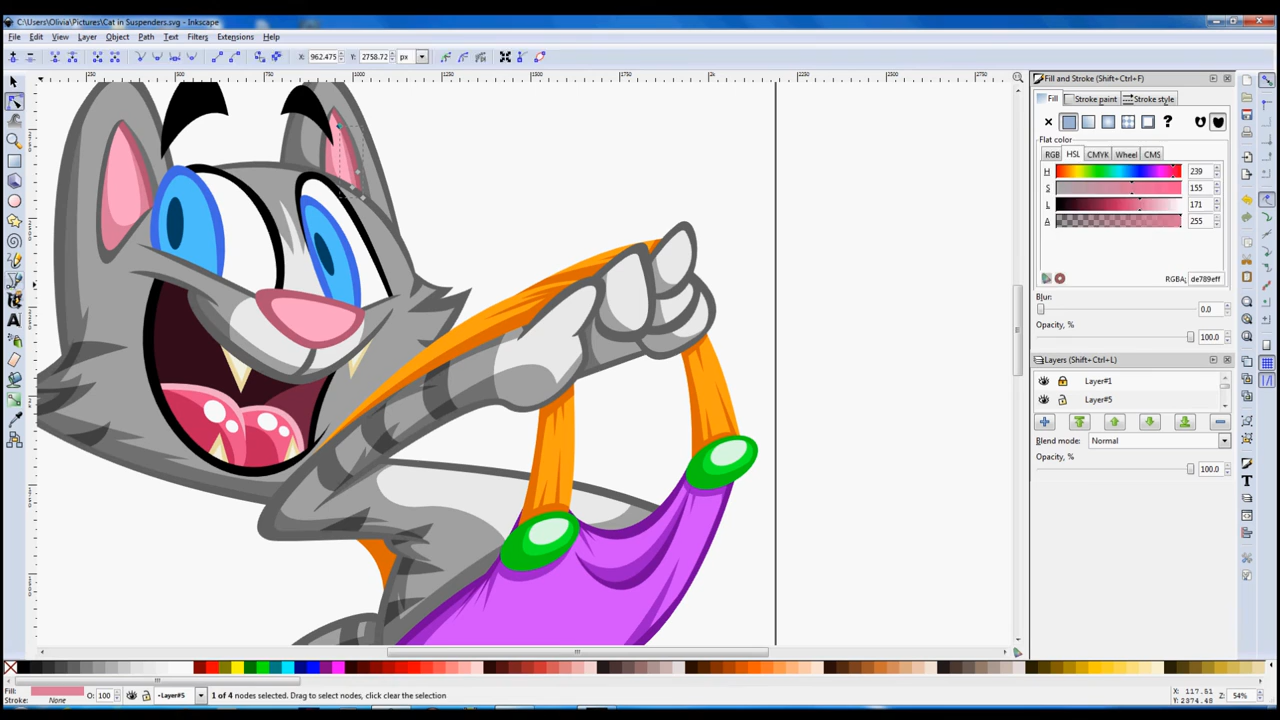 C:\Users\Olivia\Pictures\Cat in Suspenders.svg - Inkscape
File Edit View Layer Object Path Text Filters Extensions Help
X: 962.475 Y: 2758.72 px
Fill and Stroke (Shift+Ctrl+F)
Fill Stroke paint Stroke style
Flat color
RGB HSL CMYK Wheel CMS
H 239
S 155
L 171
A 255
RGBA: de789eff
Blur:
0.0
Opacity, %
100.0
Layers (Shift+Ctrl+L)
Layer#1
Layer#5
Blend mode: Normal
Opacity, %
100.0
Fill:
Stroke: None
O: 100
Layer#5
1 of 4 nodes selected. Drag to select nodes, click clear the selection
X: 117.51
Y: 2374.48
Z: 54%